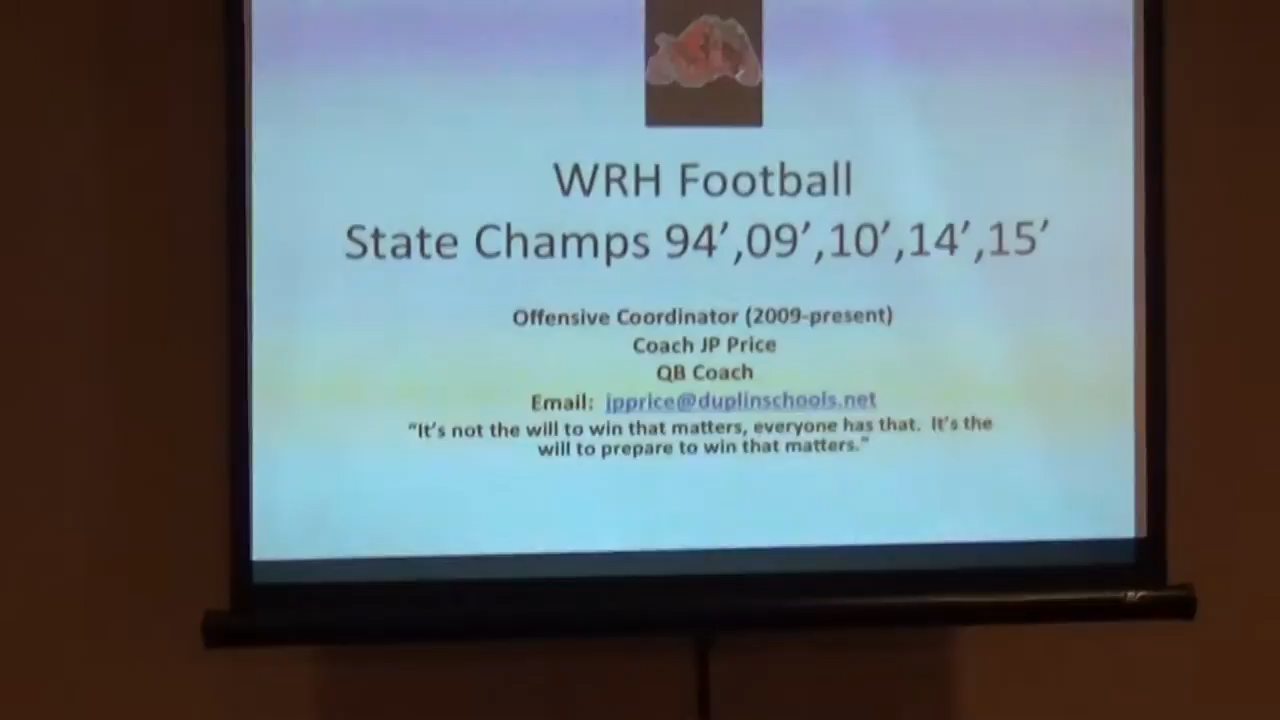 WRH Football
State Champs 94’,09’,10’,14’,15’
Offensive Coordinator (2009-present)
Coach JP Price
QB Coach
Email: jpprice@duplinschools.net
“It’s not the will to win that matters, everyone has that. It’s the
will to prepare to win that matters.”